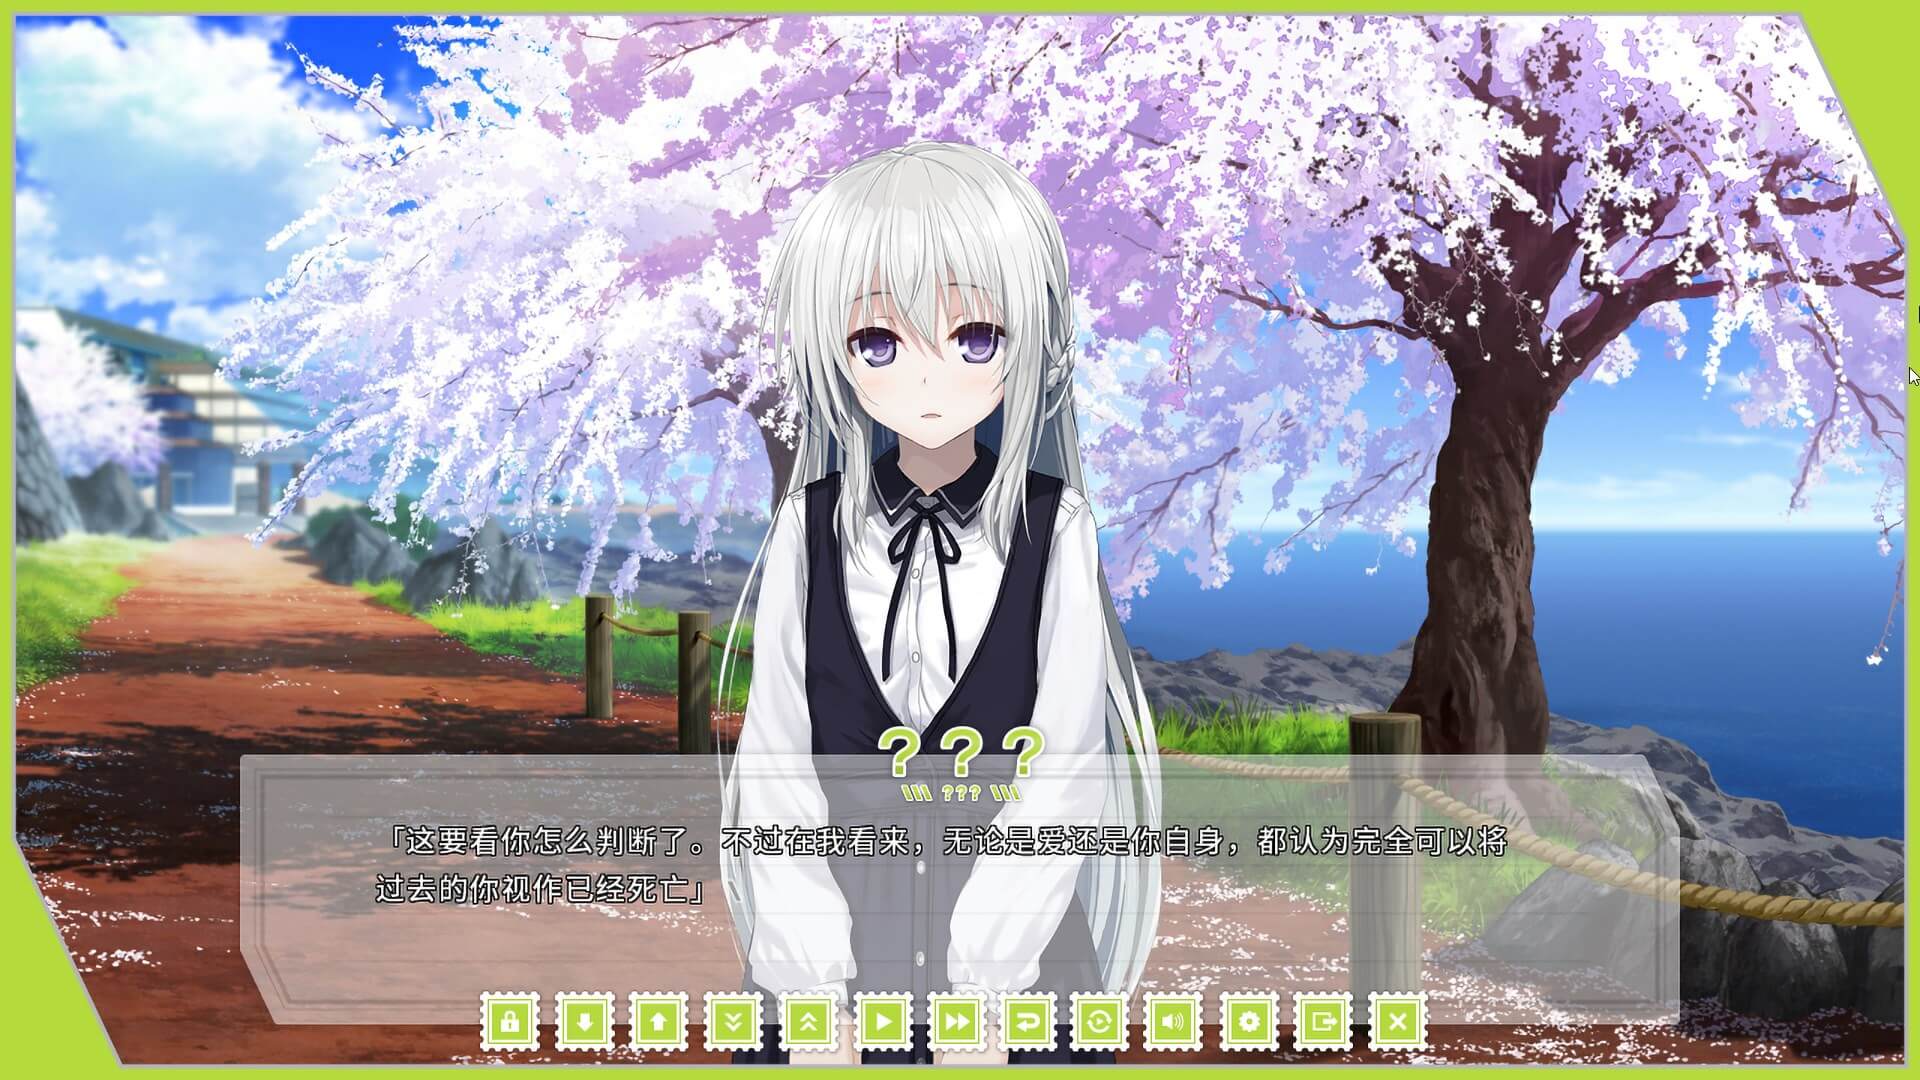 ？？？
???
「这要看你怎么判断了。不过在我看来，无论是爱还是你自身，都认为完全可以将
过去的你视作已经死亡」